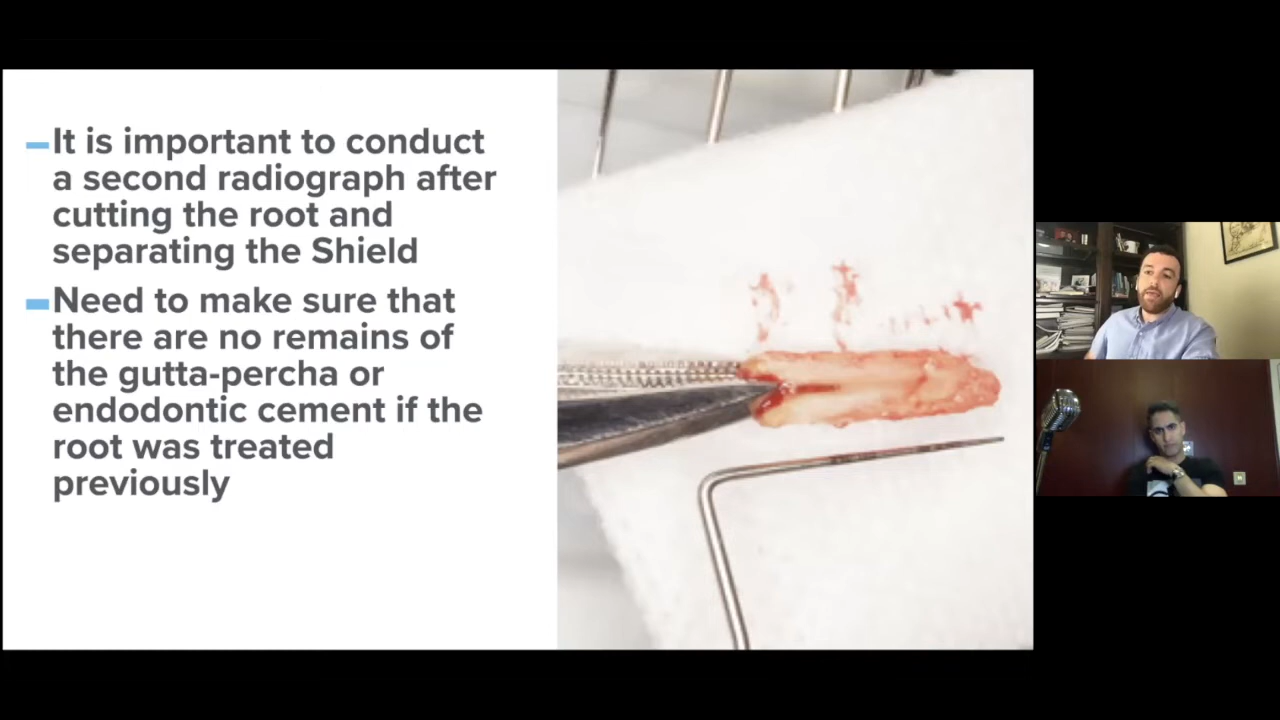 It is important to conduct
a second radiograph after
cutting the root and
separating the Shield
Need to make sure that
there are no remains of
the gutta-percha or
endodontic cement if the
root was treated
previously